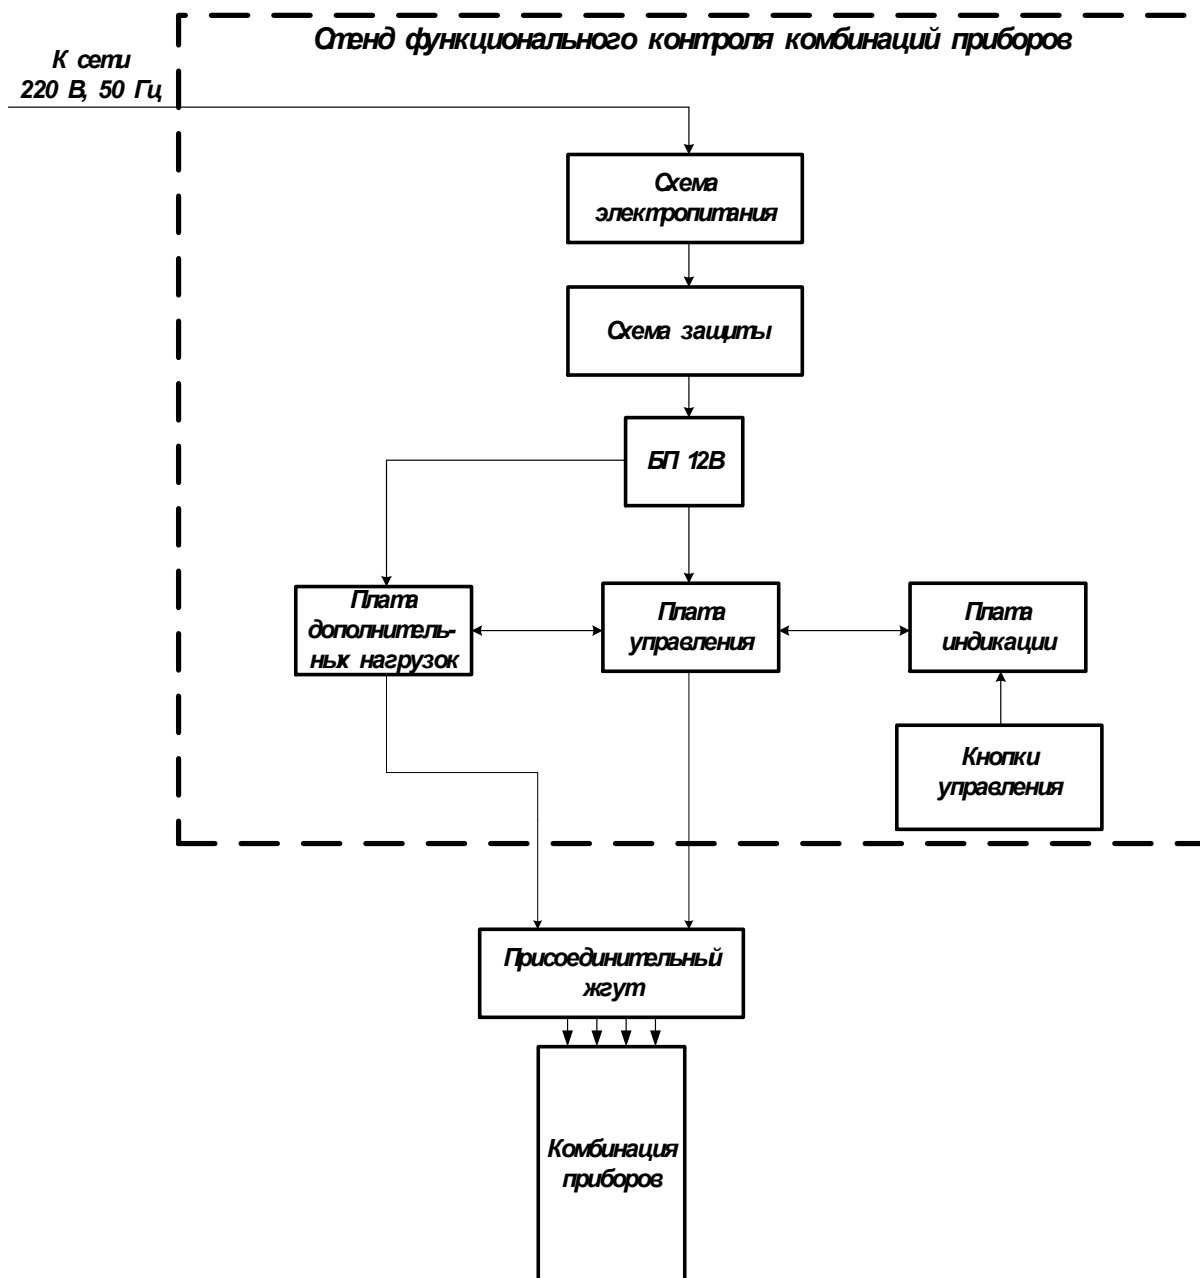 Стенд функционального контроля комбинаций приборов
К сети
220 В, 50 Гц
Схема
электропитания
Схема защиты
БП 12В
Плата
дополнитель-
ных нагрузок
Плата
управления
Плата
индикации
Кнопки
управления
Присоединительный
жгут
Комбинация
приборов